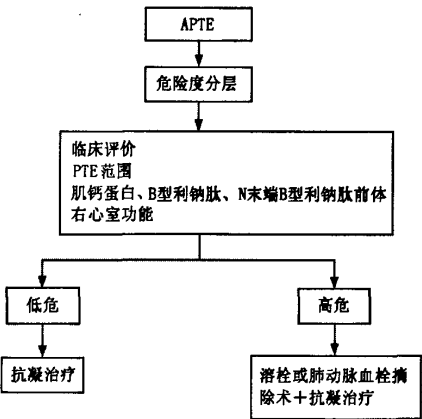 APTE
危险度分层
临床评价
PTE范围
肌钙蛋白、B型利钠肽、N末端B型利钠肽前体
右心室功能
低危
高危
抗凝治疗
溶栓或肺动脉血栓摘
除术＋抗凝治疗